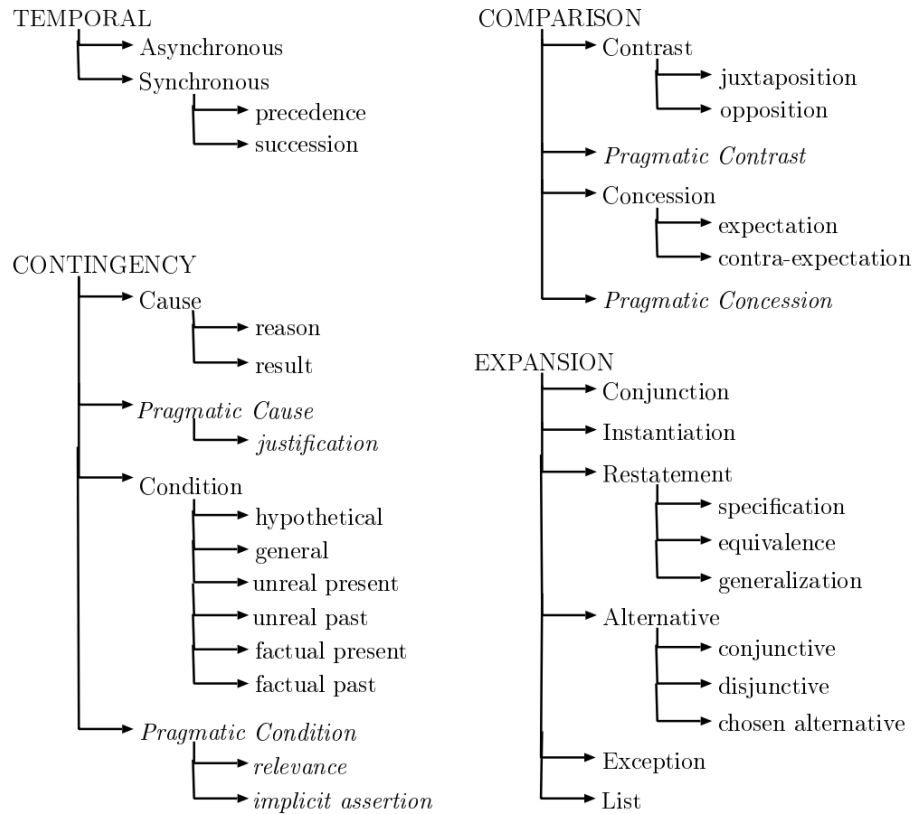 TEMPORAL
Asynchronous
Synchronous
precedence
succession
CONTINGENCY
Cause
reason
result
Pragmatic Cause
justification
Condition
hypothetical
general
unreal present
unreal past
factual present
factual past
Pragmatic Condition
relevance
implicit assertion
COMPARISON
Contrast
juxtaposition
opposition
Pragmatic Contrast
Concession
expectation
contra-expectation
Pragmatic Concession
EXPANSION
Conjunction
Instantiation
Restatement
specification
equivalence
generalization
Alternative
conjunctive
disjunctive
chosen alternative
Exception
List